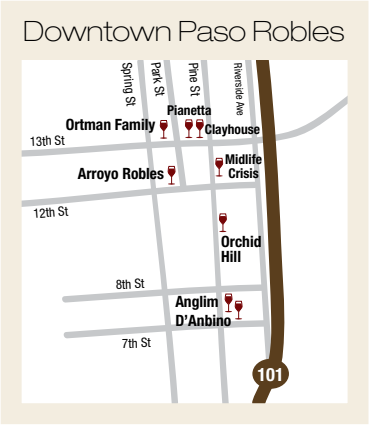 Downtown Paso Robles
Spring St
Park St
Pine St
Riverside Ave
Pianetta
Ortman Family
Clayhouse
13th St
Midlife
Crisis
Arroyo Robles
12th St
Orchid
Hill
8th St
Anglim
D'Anbino
7th St
101